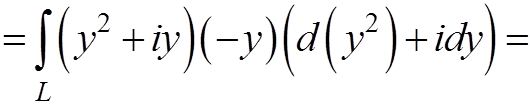 = ∫_L (y² + iy)(−y)(d(y²) + idy) =